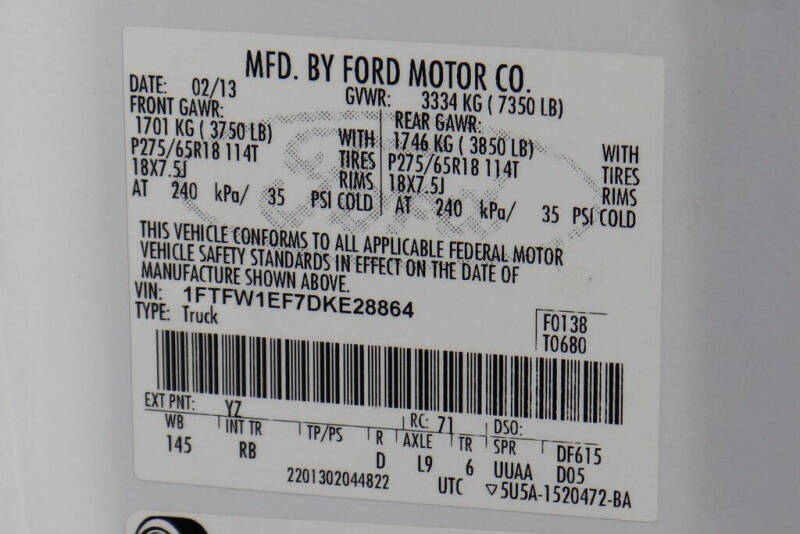 MFD. BY FORD MOTOR CO.
DATE: 02/13 GVWR: 3334 KG ( 7350 LB)
FRONT GAWR: REAR GAWR:
1701 KG ( 3750 LB) WITH 1746 KG ( 3850 LB) WITH
P275/65R18 114T TIRES P275/65R18 114T TIRES
18X7.5J RIMS 18X7.5J RIMS
AT 240 kPa/ 35 PSI COLD AT 240 kPa/ 35 PSI COLD
THIS VEHICLE CONFORMS TO ALL APPLICABLE FEDERAL MOTOR
VEHICLE SAFETY STANDARDS IN EFFECT ON THE DATE OF
MANUFACTURE SHOWN ABOVE.
VIN: 1FTFW1EF7DKE28864
TYPE: Truck
F0138
T0680
EXT PNT: YZ RC: 71 DSO:
WB INT TR TP/PS R AXLE TR SPR DF615
145 RB D L9 6 UUAA D05
2201302044822 UTC ▽5U5A-1520472-BA